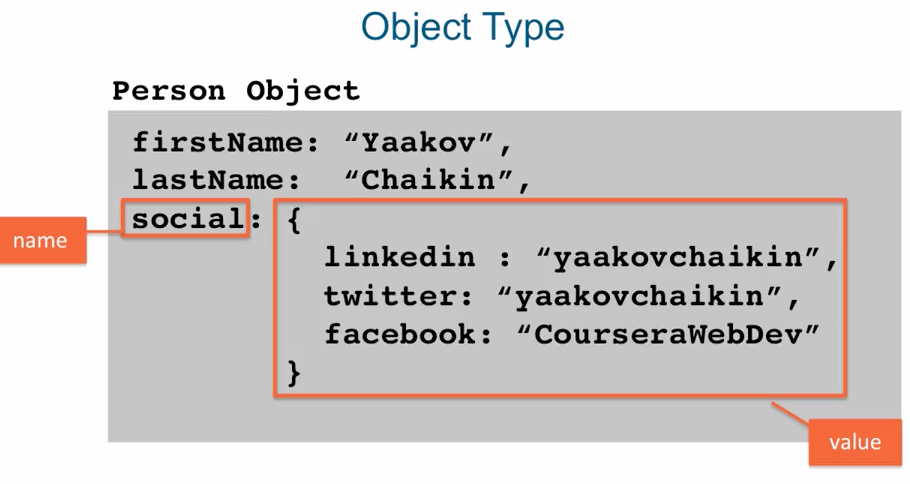 Object Type
Person Object
firstName: “Yaakov”,
lastName: “Chaikin”,
social: {
name
linkedin : “yaakovchaikin”,
twitter: “yaakovchaikin”,
facebook: “CourseraWebDev”
}
value